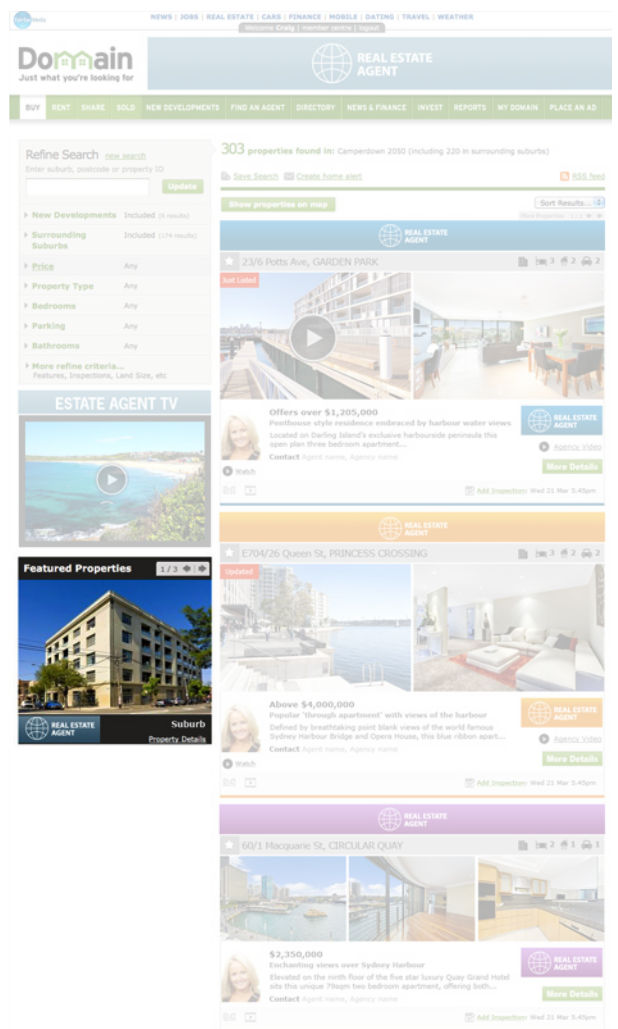 NEWS | JOBS | REAL ESTATE | CARS | FINANCE | MOBILE | DATING | TRAVEL | WEATHER
Welcome Craig | member centre | logout
Domain
Just what you're looking for
REAL ESTATE
AGENT
BUY RENT SHARE SOLD NEW DEVELOPMENTS FIND AN AGENT DIRECTORY NEWS & FINANCE INVEST REPORTS MY DOMAIN PLACE AN AD
Refine Search new search
Enter suburb, postcode or property ID
Update
New Developments Included (6 results)
Surrounding
Suburbs
Included (174 results)
Price Any
Property Type Any
Bedrooms Any
Parking Any
Bathrooms Any
More refine criteria...
Features, Inspections, Land Size, etc
ESTATE AGENT TV
Featured Properties 1 / 3
REAL ESTATE
AGENT
Suburb
Property Details
303 properties found in: Camperdown 2050 (including 220 in surrounding suburbs)
Save Search Create home alert RSS feed
Show properties on map Sort Results...
1 / 3
REAL ESTATE
AGENT
23/6 Potts Ave, GARDEN PARK 3 2 2
Just Listed
Offers over $1,205,000
Penthouse style residence embraced by harbour water views
Located on Darling Island's exclusive harbourside peninsula this
open plan three bedroom apartment...
Contact Agent name, Agency name
REAL ESTATE
AGENT
Agency Video
More Details
Watch
Add Inspection: Wed 21 Mar 5:45pm
REAL ESTATE
AGENT
E704/26 Queen St, PRINCESS CROSSING 3 2 2
Updated
Above $4,000,000
Popular 'through apartment' with views of the harbour
Defined by breathtaking point blank views of the world famous
Sydney Harbour Bridge and Opera House, this blue ribbon apart...
Contact Agent name, Agency name
REAL ESTATE
AGENT
Agency Video
More Details
Watch
Add Inspection: Wed 21 Mar 5:45pm
REAL ESTATE
AGENT
60/1 Macquarie St, CIRCULAR QUAY 2 1 1
$2,350,000
Enchanting views over Sydney Harbour
Elevated on the ninth floor of the five star luxury Quay Grand Hotel
sits this unique 79sqm two bedroom apartment, offering both...
Contact Agent name, Agency name
REAL ESTATE
AGENT
More Details
Add Inspection: Wed 21 Mar 5:45pm